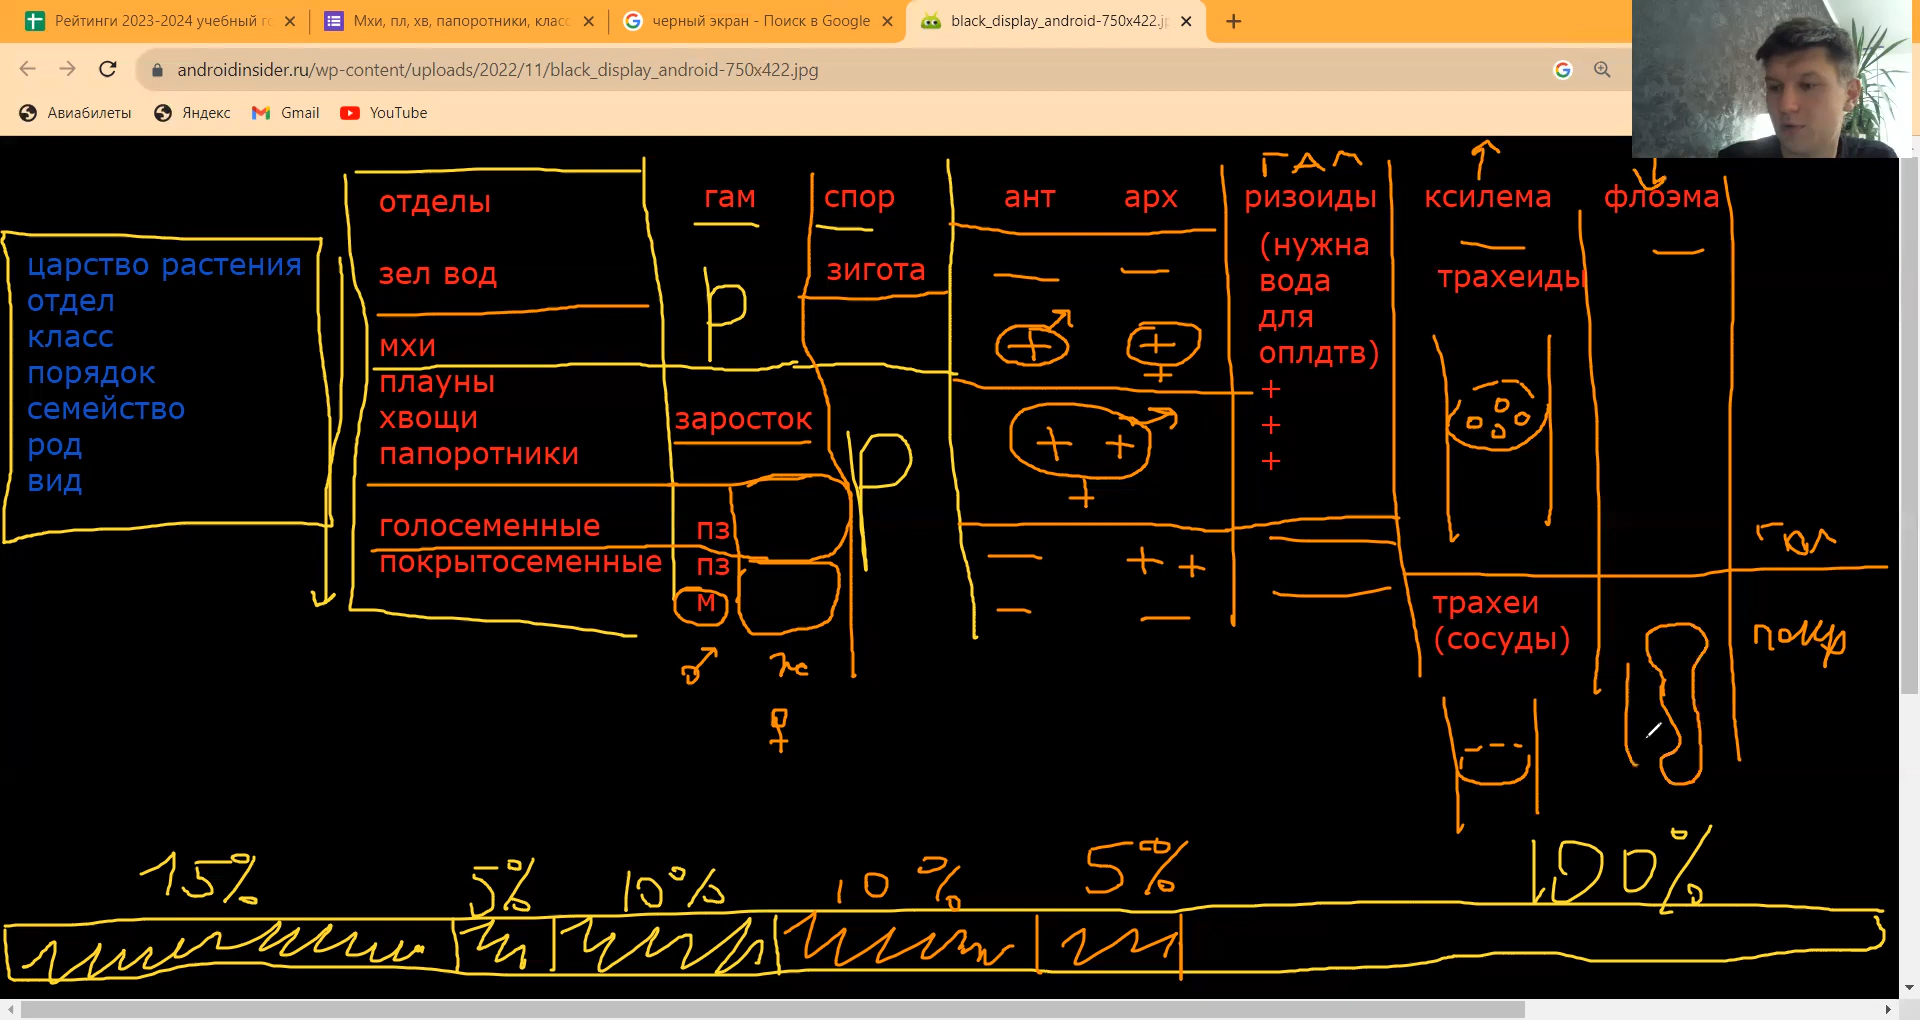 Рейтинги 2023-2024 учебный го
Мхи, пл, хв, папоротники, класс
черный экран - Поиск в Google
black_display_android-750x422.jp
androidinsider.ru/wp-content/uploads/2022/11/black_display_android-750x422.jpg
Авиабилеты
Яндекс
Gmail
YouTube
царство растения
отдел
класс
порядок
семейство
род
вид
отделы
зел вод
мхи
плауны
хвощи
папоротники
голосеменные
покрытосеменные
гам
р
заросток
пз
пз
м
♂
ж
♀
спор
зигота
р
ант арх
— —
+ +
+
+ +
+
— + +
— —
гап
ризоиды
(нужна
вода
для
оплдтв)
+
+
+
ксилема
—
трахеиды
трахеи
(сосуды)
флоэма
—
гол
покр
15% 5% 10% 10% 5% 100%